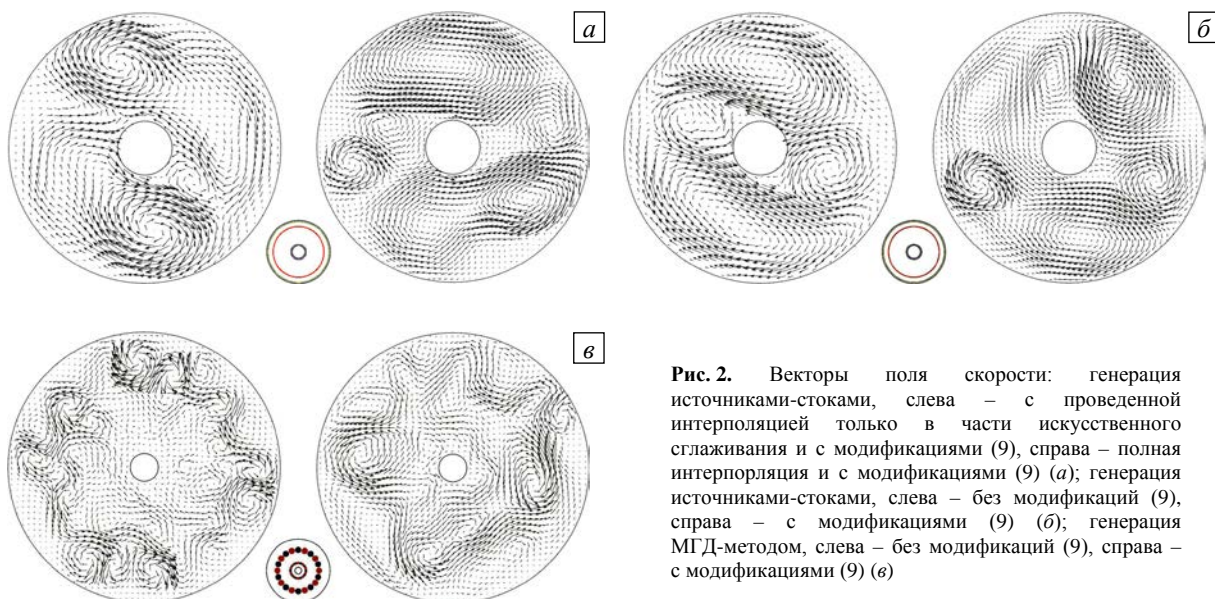 а
б
в
Рис. 2. Векторы поля скорости: генерация
источниками-стоками, слева – с проведенной
интерполяцией только в части искусственного
сглаживания и с модификациями (9), справа – полная
интерпорляция и с модификациями (9) (а); генерация
источниками-стоками, слева – без модификаций (9),
справа – с модификациями (9) (б); генерация
МГД-методом, слева – без модификаций (9), справа –
с модификациями (9) (в)